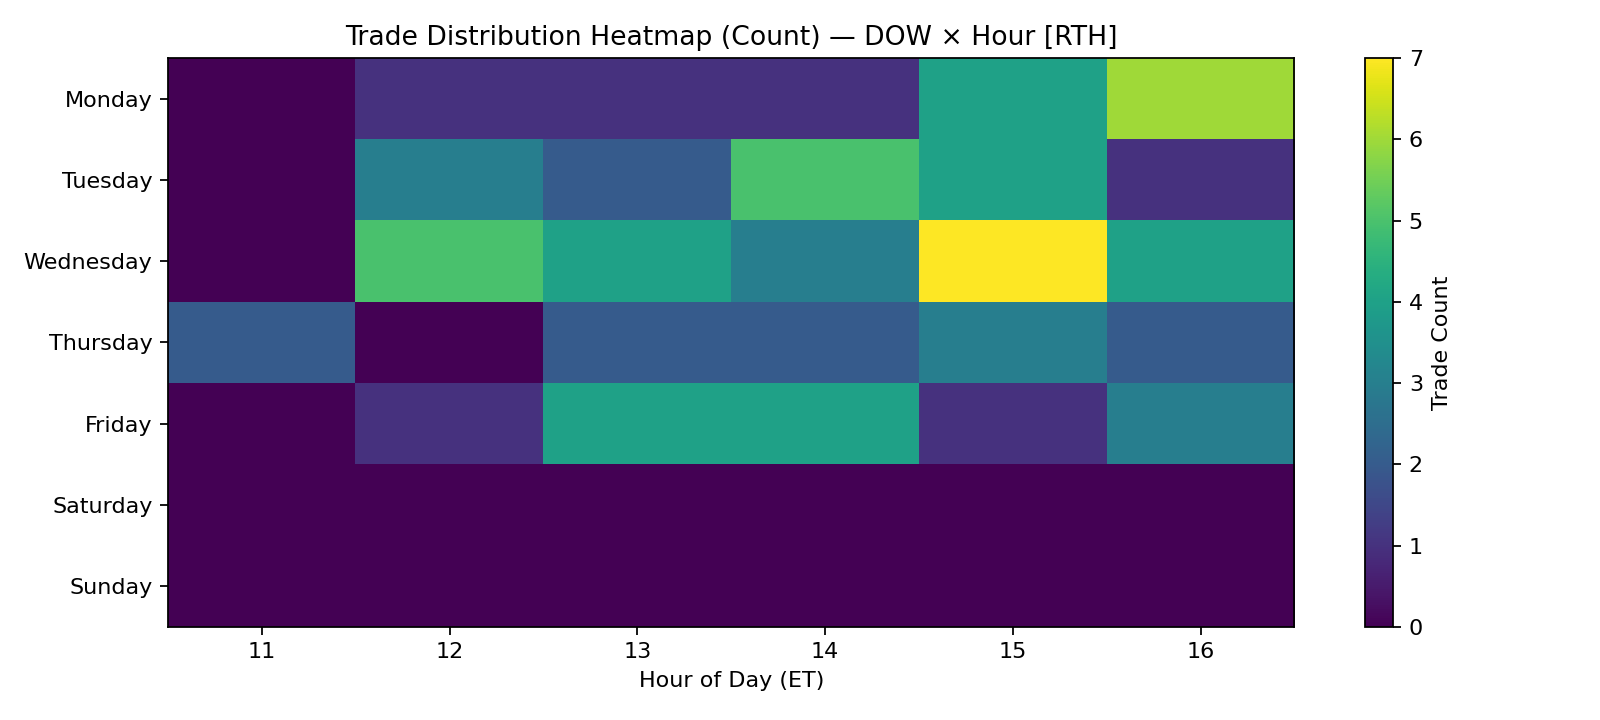 Trade Distribution Heatmap (Count) — DOW × Hour [RTH]
Monday
Tuesday
Wednesday
Thursday
Friday
Saturday
Sunday
11 12 13 14 15 16
Hour of Day (ET)
7
6
5
4
3
2
1
0
Trade Count